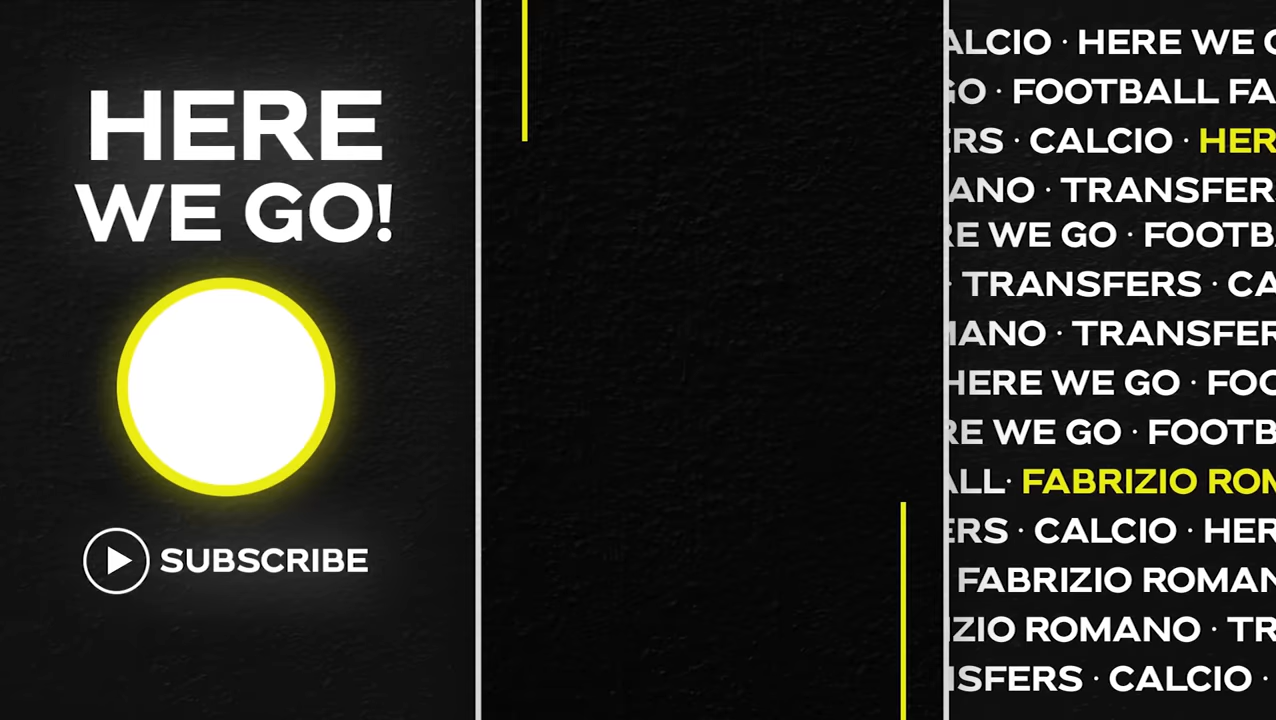 HERE
WE GO!
SUBSCRIBE
ALCIO · HERE WE
GO · FOOTBALL FA
ERS · CALCIO · HER
ANO · TRANSFER
RE WE GO · FOOTB
· TRANSFERS · CA
MANO · TRANSFER
HERE WE GO · FOO
RE WE GO · FOOTB
ALL· FABRIZIO ROM
ERS · CALCIO · HER
FABRIZIO ROMAN
IZIO ROMANO · TR
NSFERS · CALCIO ·